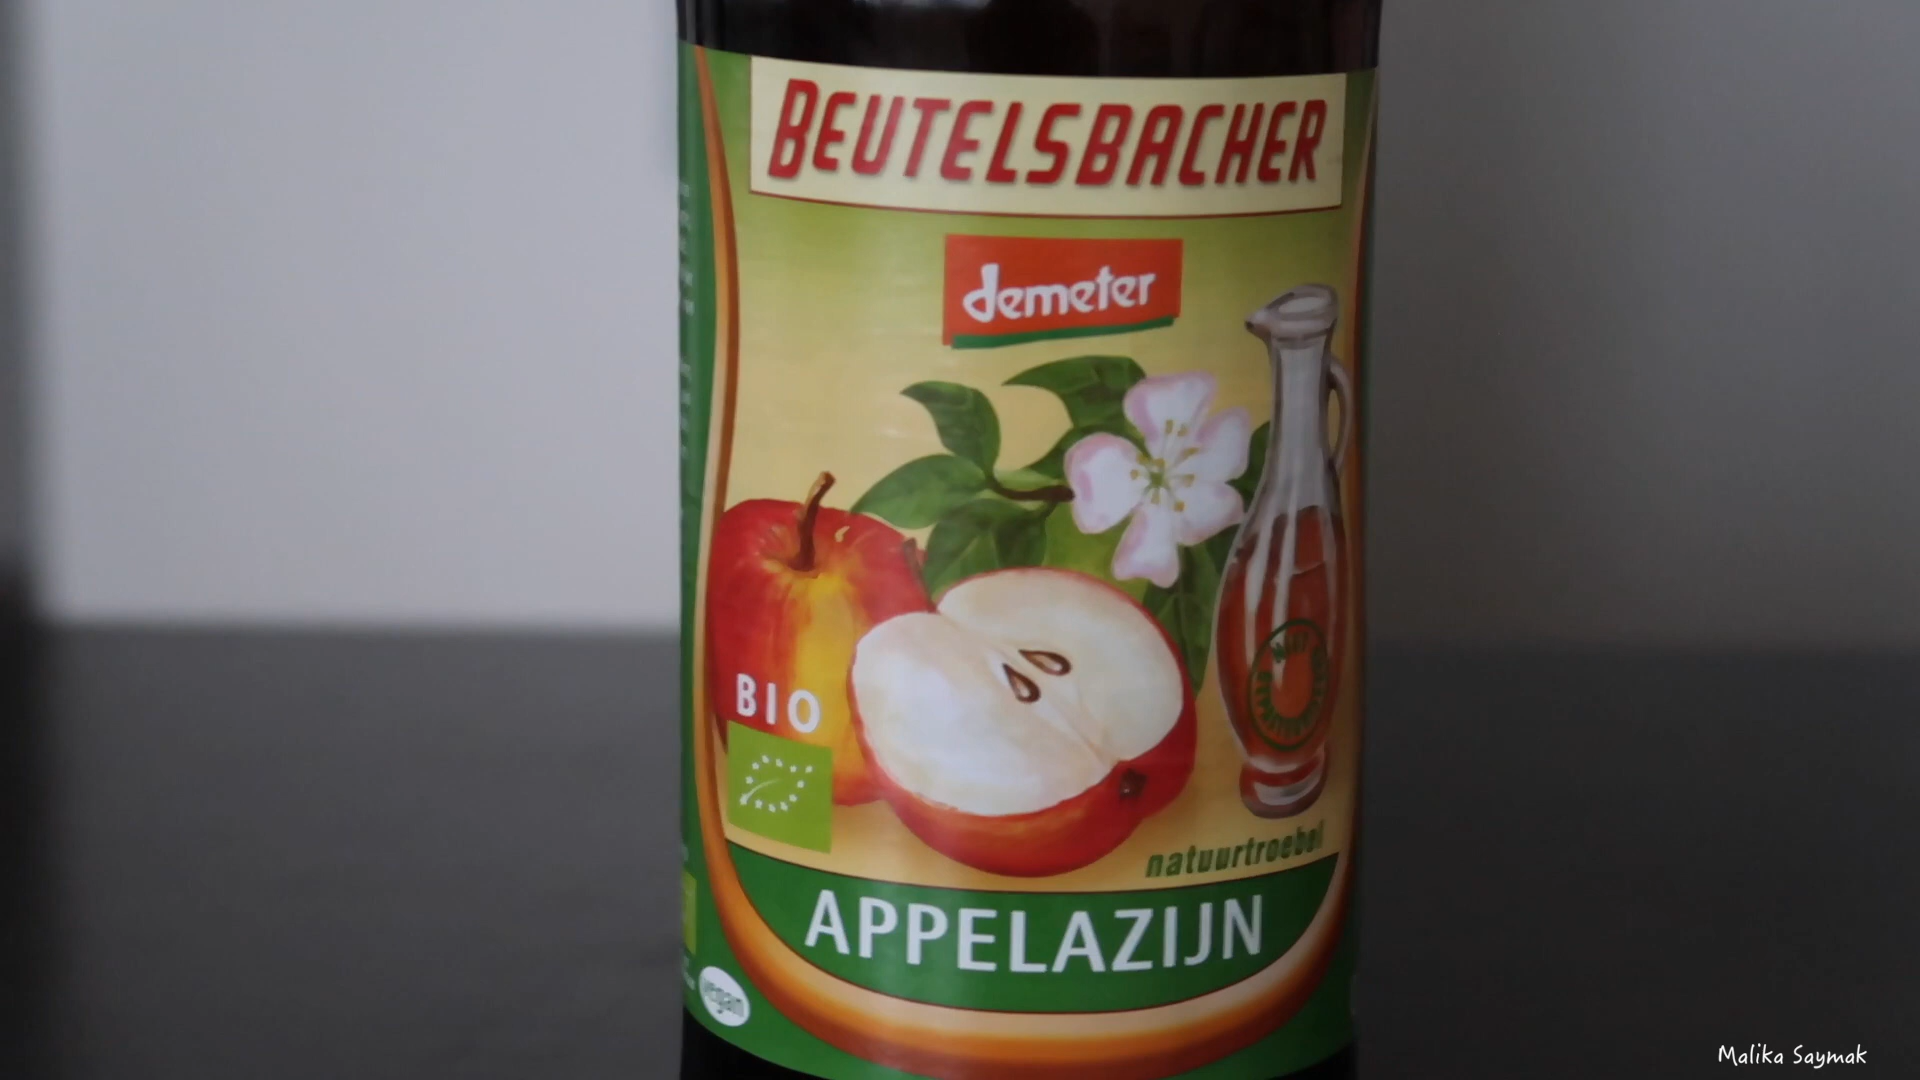 BEUTELSBACHER
demeter
BIO
natuurtroebel
APPELAZIJN
vegan
Malika Saymak